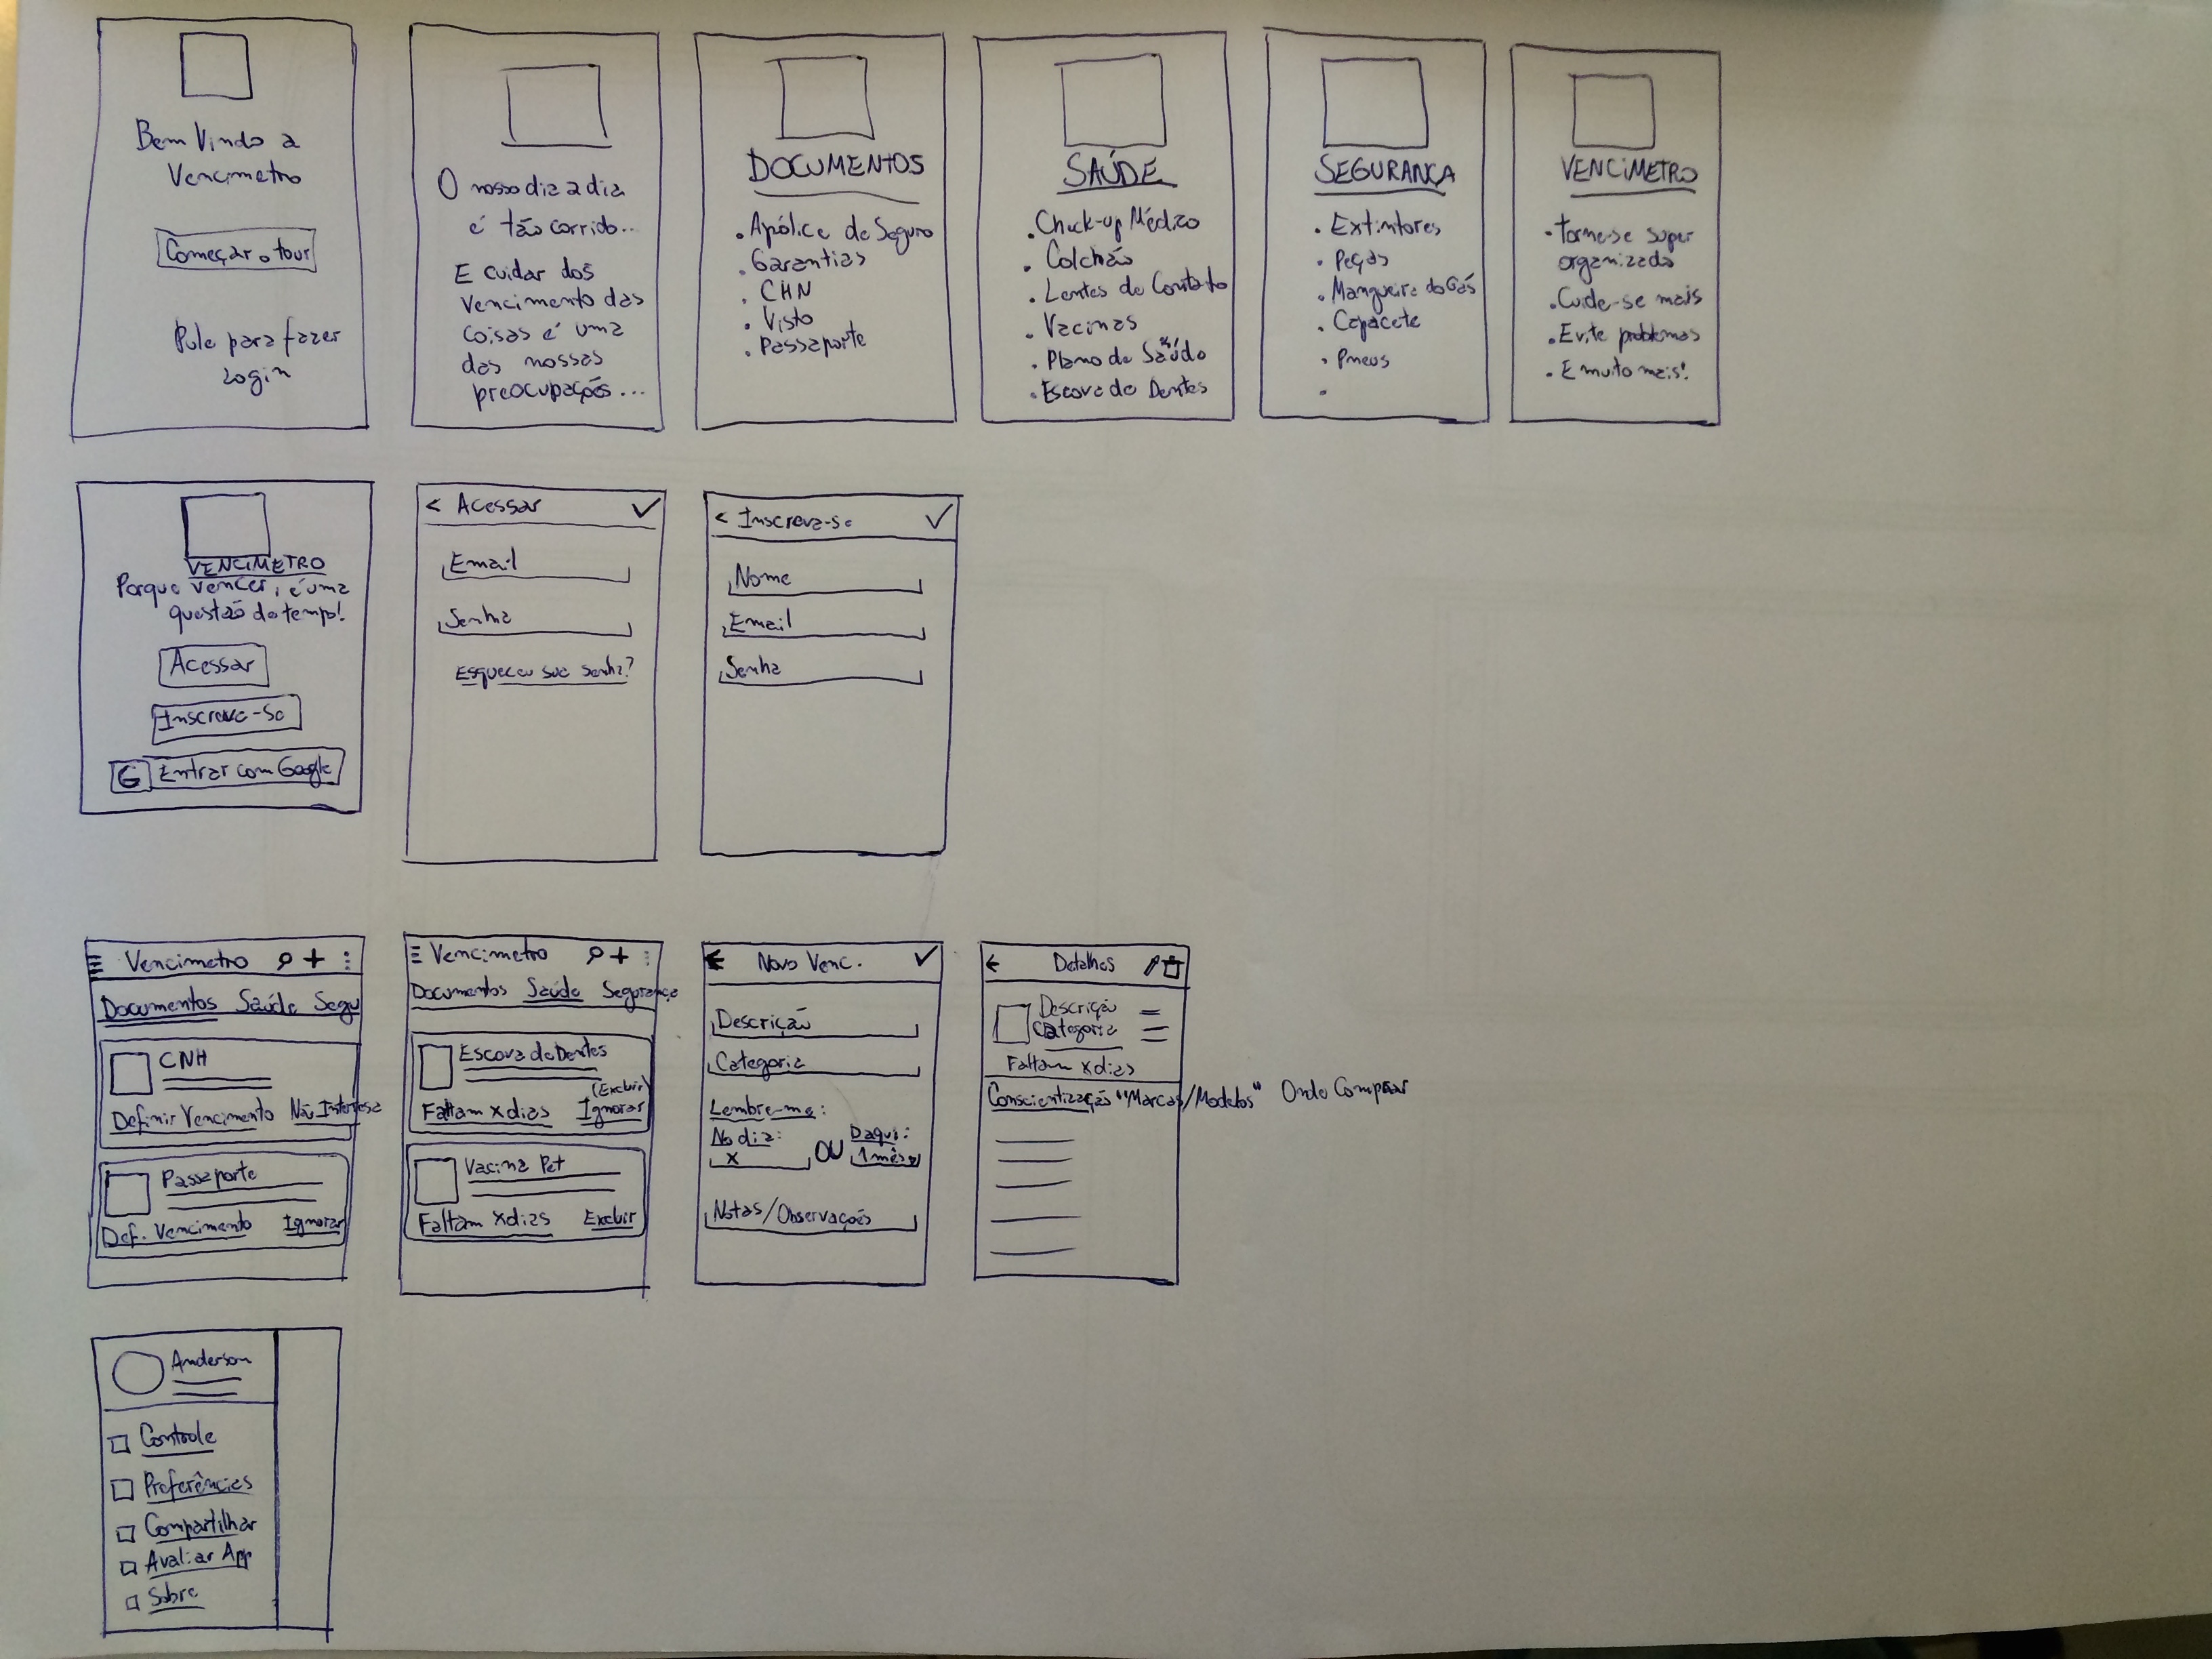 Bem Vindo a
Vencimetro
Começar o tour
Pule para fazer
Login
O nosso dia a dia
é tão corrido...
E cuidar dos
vencimento das
coisas é uma
das nossas
preocupações...
DOCUMENTOS
• Apólice de Seguro
• Garantias
• CHN
• Visto
• Passaporte
SAÚDE
• Chuck-up Médico
• Colchão
• Lentes de Contato
• Vacinas
• Plano de Saúde
• Escova de Dentes
SEGURANÇA
• Extintores
• Peças
• Mangueira do Gás
• Capacete
• Pneus
•
VENCIMETRO
• Torne-se super
organizado
• Cuide-se mais
• Evite problemas
• E muito mais!
VENCIMETRO
Porque vencer, é uma
questão de tempo!
Acessar
Inscreva-Se
G Entrar com Google
< Acessar ✓
Email
Senha
Esqueceu sua senha?
< Inscreva-se ✓
Nome
Email
Senha
Vencimetro +
Documentos Saúde Segu
CNH
Definir Vencimento Não Interessa
Passaporte
Def. Vencimento Ignorar
Vencimetro +
Documentos Saúde Segurança
Escova de Dentes
(Excluir)
Faltam x dias Ignorar
Vacina Pet
Faltam x dias Excluir
← Novo Venc. ✓
Descrição
Categoria
Lembre-me:
No dia: OU Daqui:
x 1 mês
Notas/Observações
← Detalhes
Descrição
Categoria
Faltam x dias
Conscientização "Marcas/Modelos" Onde Comprar
Anderson
Controle
Preferências
Compartilhar
Avaliar App
Sobre